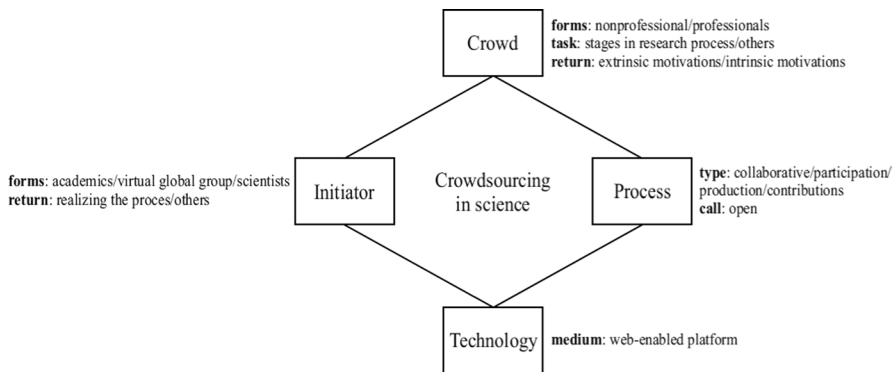 Crowd
forms: nonprofessional/professionals
task: stages in research process/others
return: extrinsic motivations/intrinsic motivations
forms: academics/virtual global group/scientists
return: realizing the proces/others
Initiator
Crowdsourcing
in science
Process
type: collaborative/participation/
production/contributions
call: open
Technology
medium: web-enabled platform